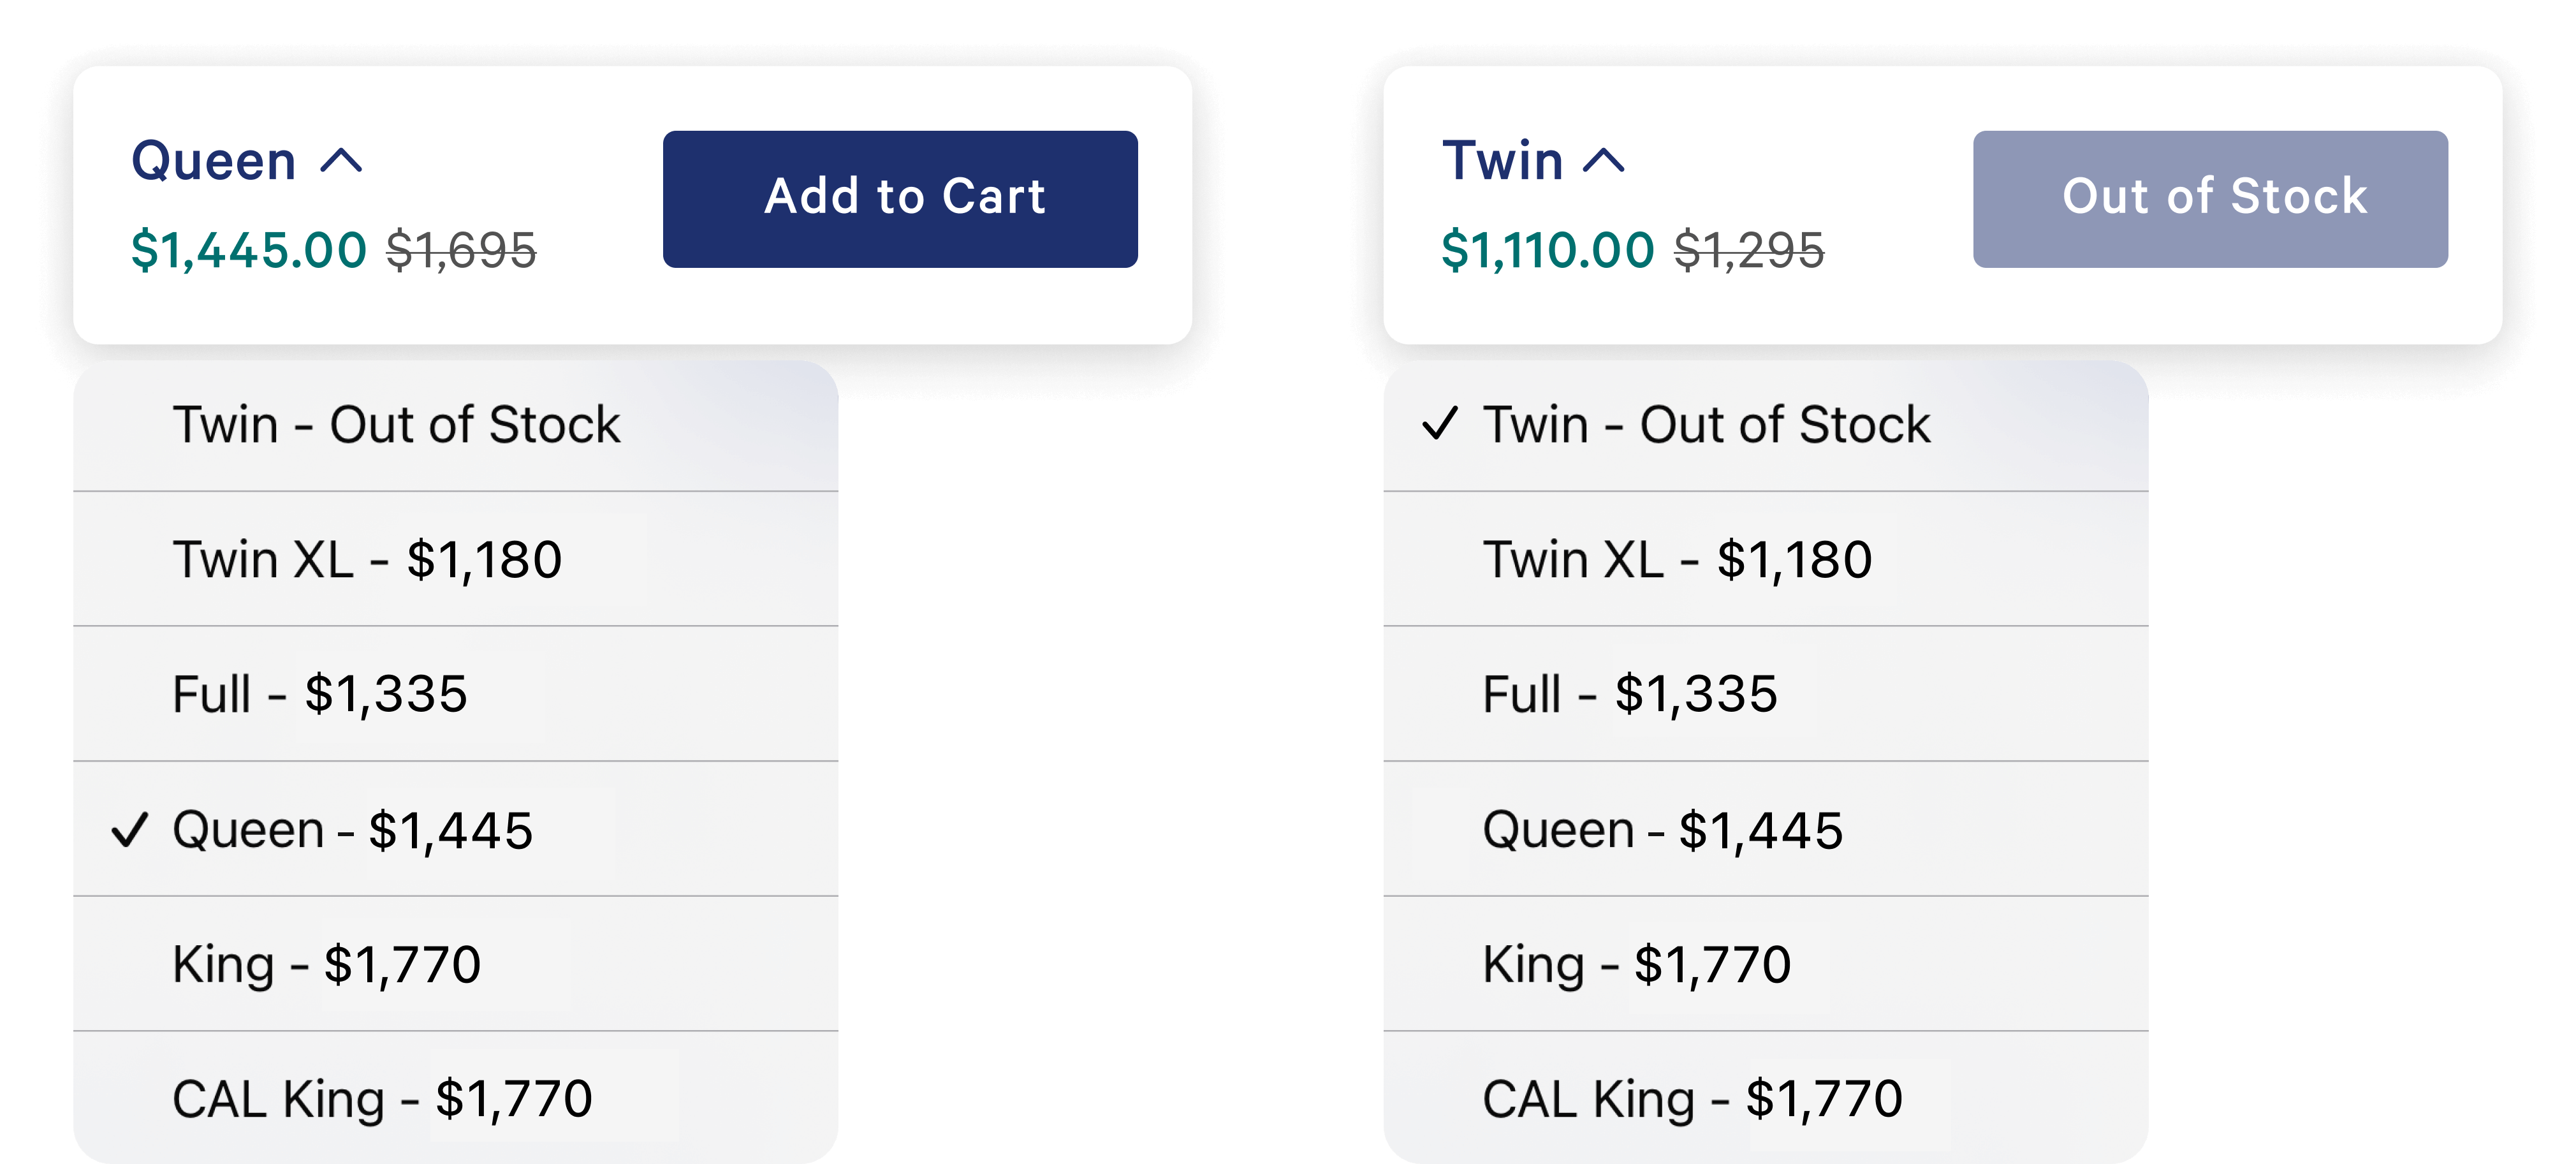 Queen
$1,445.00 $1,695
Add to Cart
Twin - Out of Stock
Twin XL - $1,180
Full - $1,335
Queen - $1,445
King - $1,770
CAL King - $1,770
Twin
$1,110.00 $1,295
Out of Stock
Twin - Out of Stock
Twin XL - $1,180
Full - $1,335
Queen - $1,445
King - $1,770
CAL King - $1,770